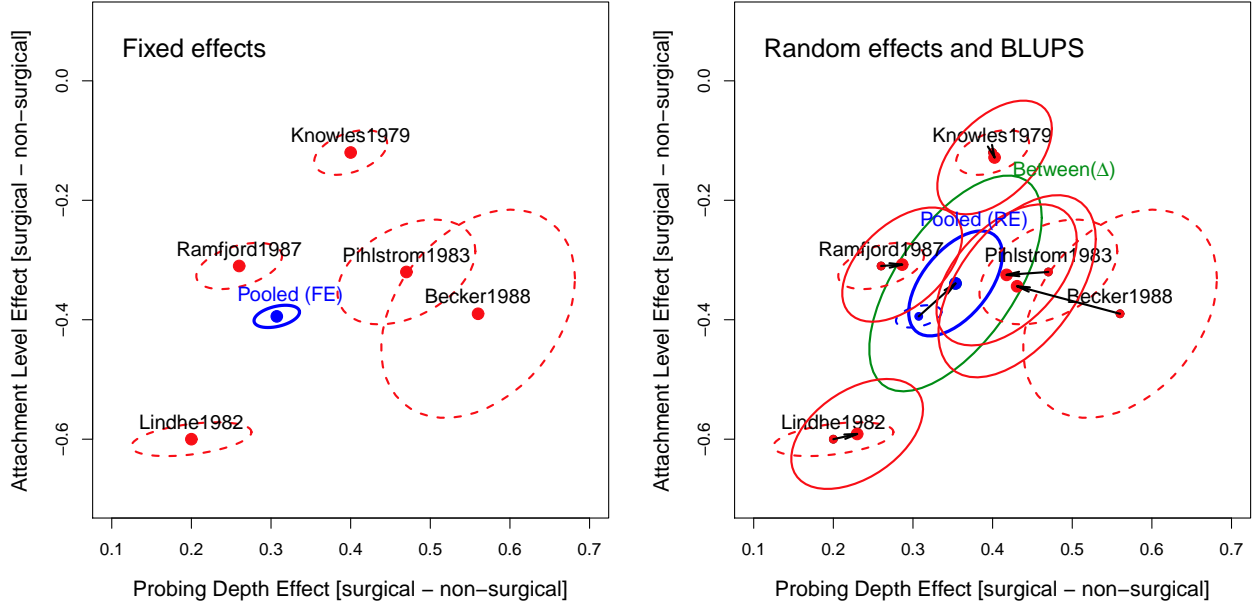 Fixed effects
Attachment Level Effect [surgical − non−surgical]
0.0
−0.2
−0.4
−0.6
Knowles1979
Ramfjord1987
Pihlstrom1983
Pooled (FE)
Becker1988
Lindhe1982
0.1 0.2 0.3 0.4 0.5 0.6 0.7
Probing Depth Effect [surgical − non−surgical]
Random effects and BLUPS
Attachment Level Effect [surgical − non−surgical]
0.0
−0.2
−0.4
−0.6
Knowles1979
Between(Δ)
Pooled (RE)
Ramfjord1987
Pihlstrom1983
Becker1988
Lindhe1982
0.1 0.2 0.3 0.4 0.5 0.6 0.7
Probing Depth Effect [surgical − non−surgical]